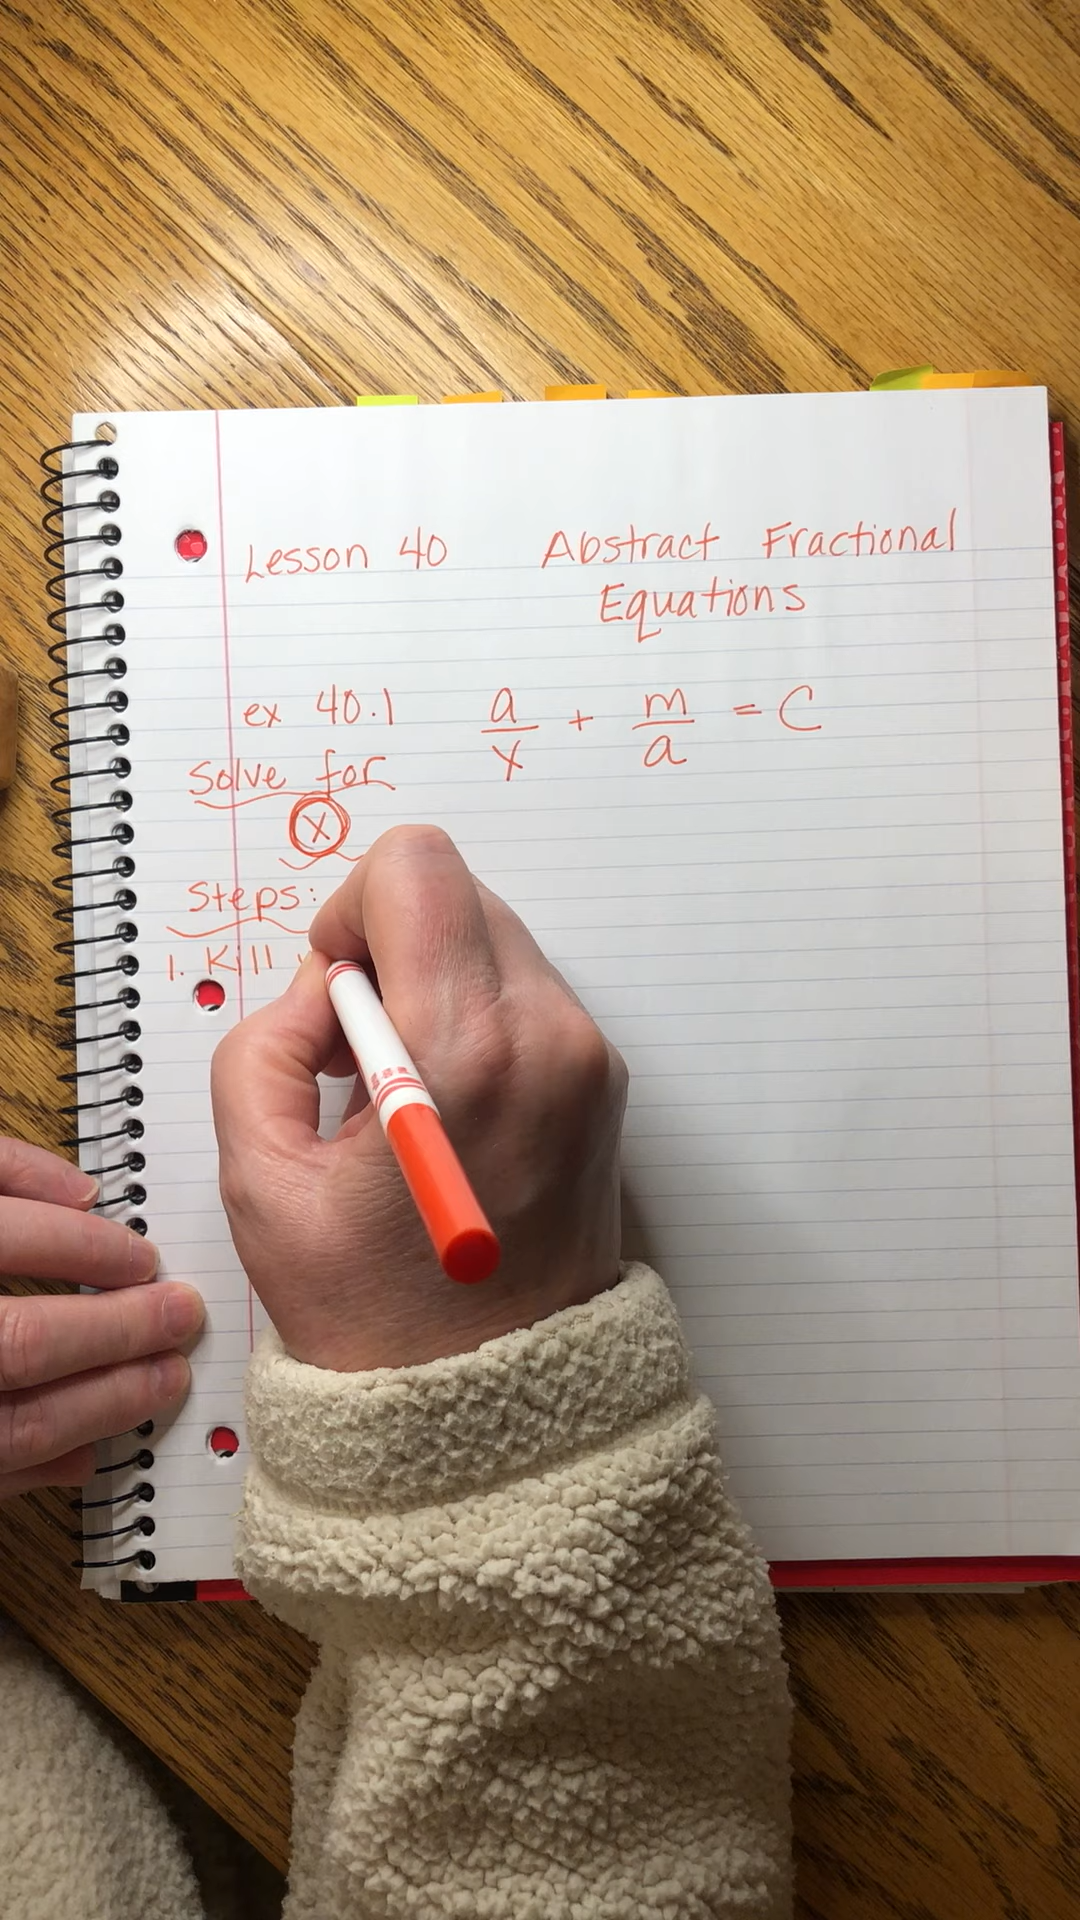 Lesson 40 Abstract Fractional
Equations
ex 40.1 a/x + m/a = C
Solve for
x
Steps:
1. Kill